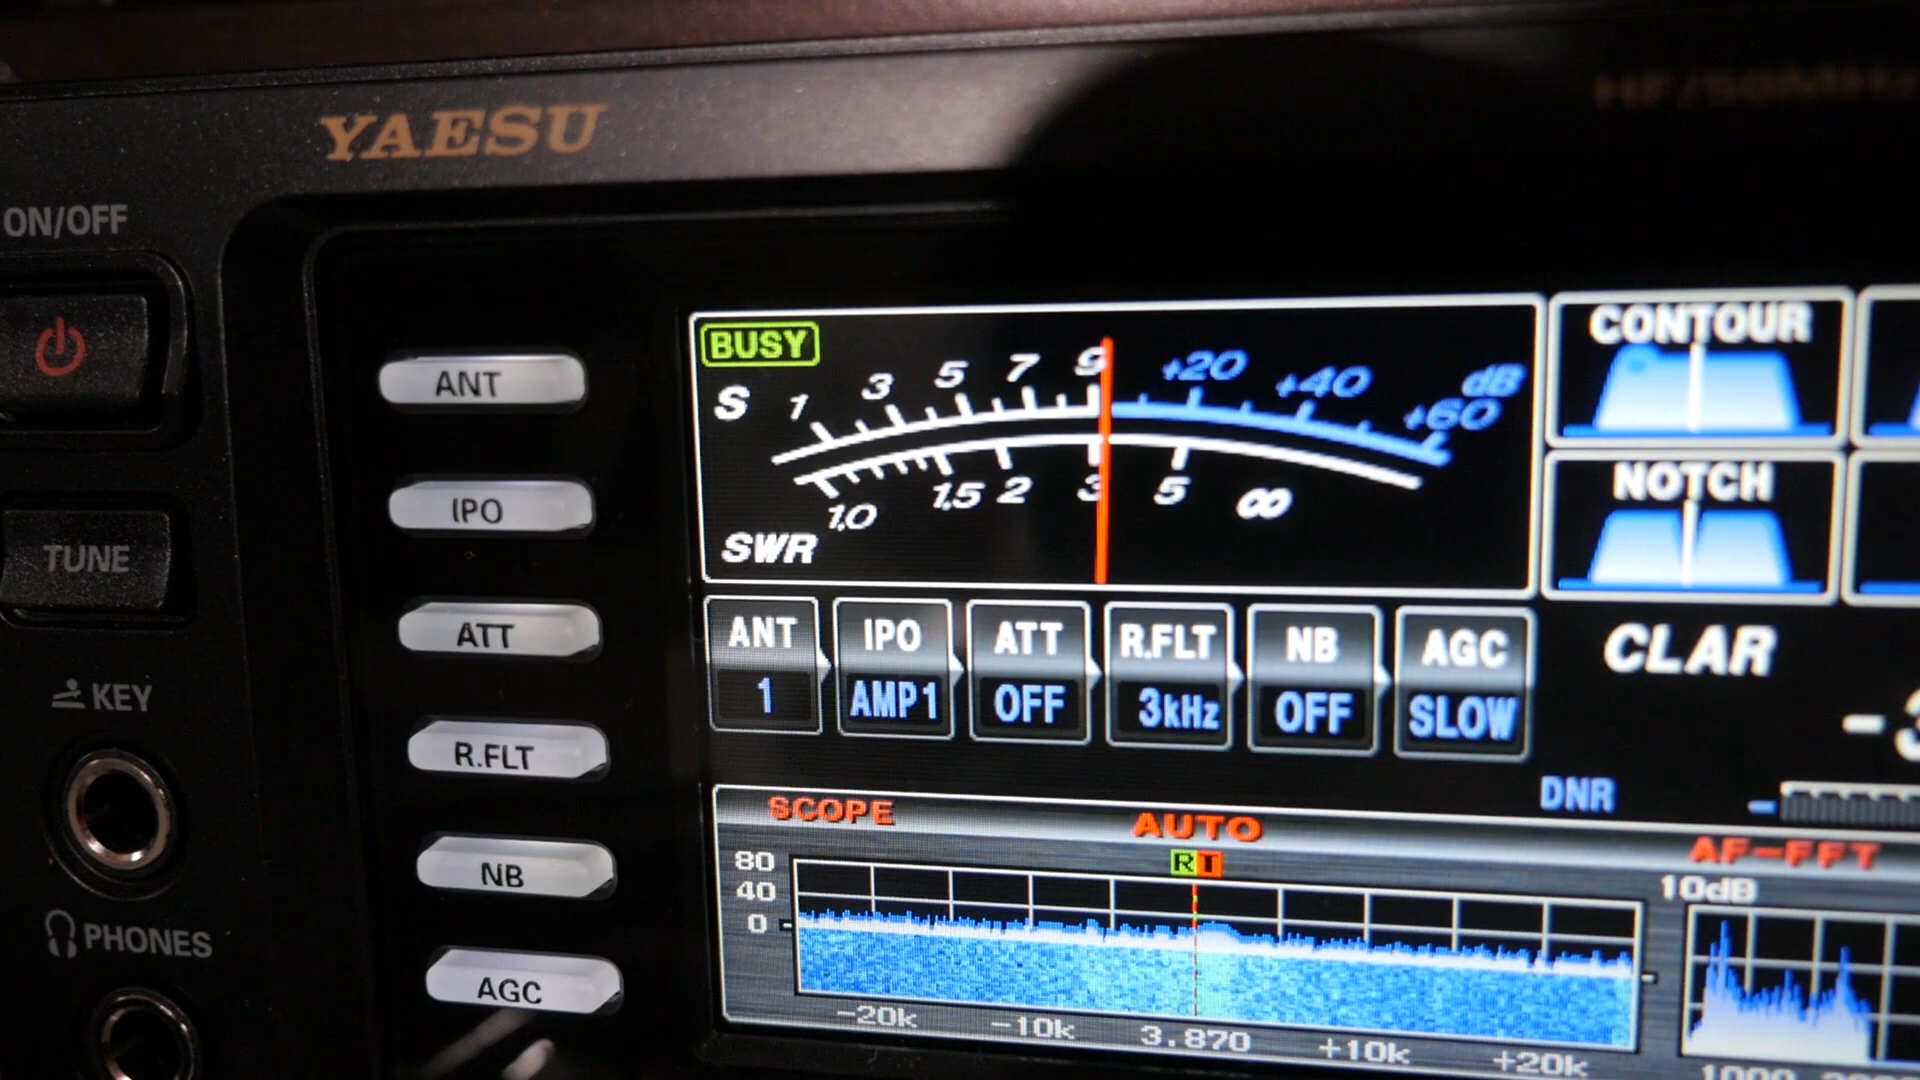 YAESU
HF/50MHz
ON/OFF
TUNE
KEY
PHONES
ANT
IPO
ATT
R.FLT
NB
AGC
BUSY
S 1 3 5 7 9 +20 +40 +60 dB
1.0 1.5 2 3 5 ∞
SWR
CONTOUR
NOTCH
ANT IPO ATT R.FLT NB AGC
1 AMP1 OFF 3kHz OFF SLOW
CLAR
DNR
SCOPE AUTO
R T
80
40
0
-20k -10k 3.870 +10k +20k
AF-FFT
10dB
1000